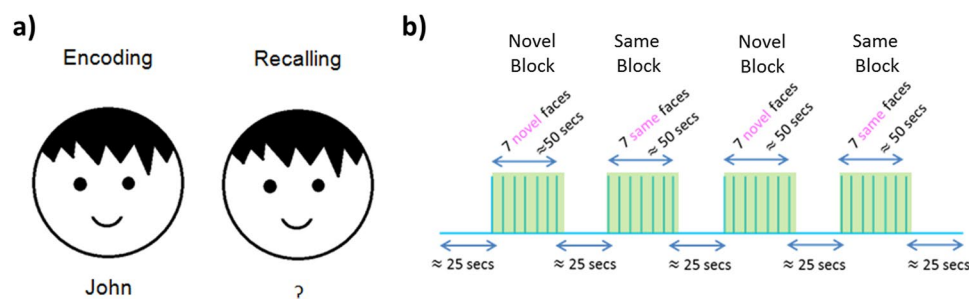 a)
Encoding
Recalling
John
?
b)
Novel
Block
Same
Block
Novel
Block
Same
Block
7 novel faces
≈ 50 secs
7 same faces
≈ 50 secs
7 novel faces
≈ 50 secs
7 same faces
≈ 50 secs
≈ 25 secs
≈ 25 secs
≈ 25 secs
≈ 25 secs
≈ 25 secs